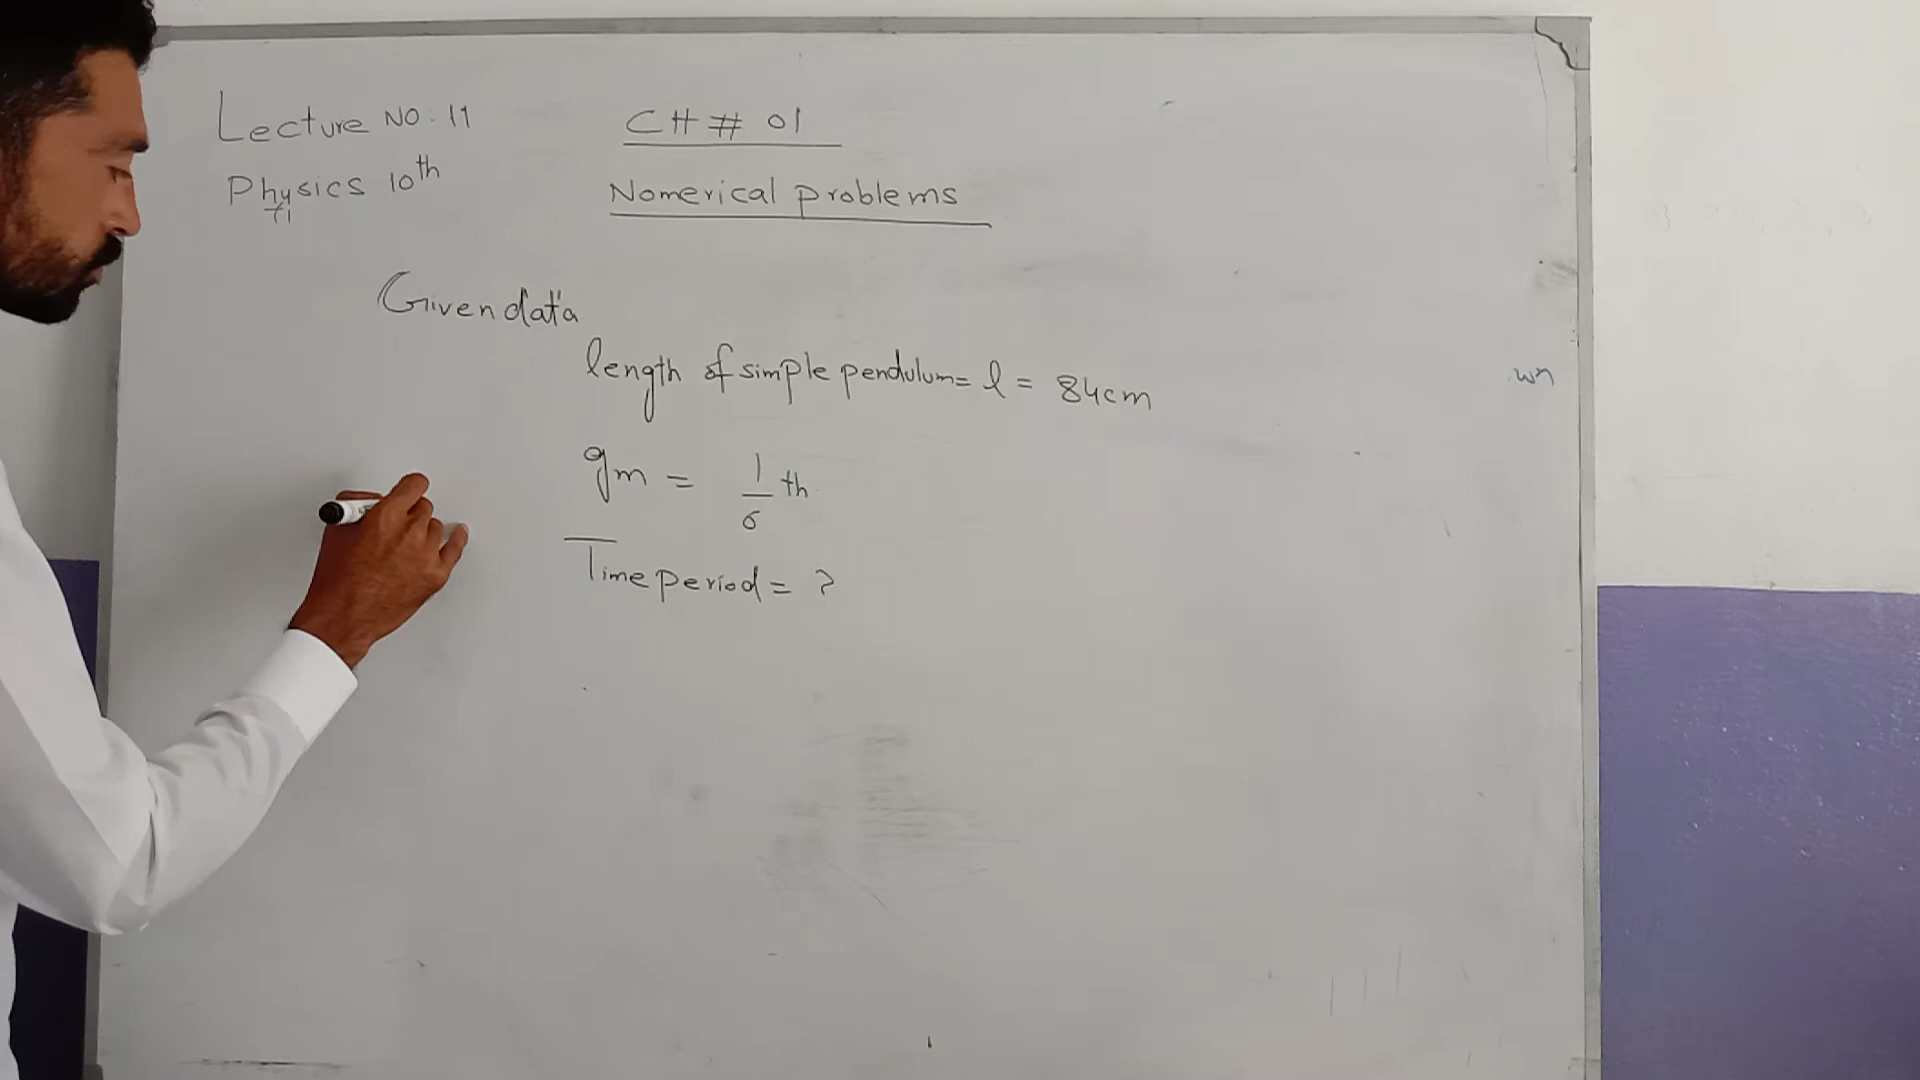 Lecture NO. 11
CH # 01
Physics 10th
Nomerical problems
Given data
length of simple pendulum = l = 84cm
gm = 1/6 th
Time period = ?